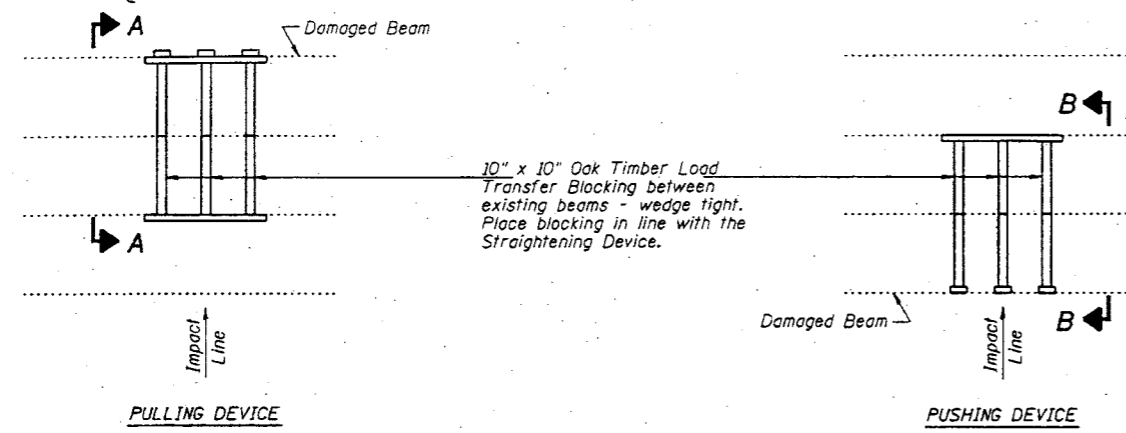 A
Damaged Beam
B
10" x 10" Oak Timber Load
Transfer Blocking between
existing beams - wedge tight.
Place blocking in line with the
Straightening Device.
A
Damaged Beam
B
Impact
Line
Impact
Line
PULLING DEVICE
PUSHING DEVICE